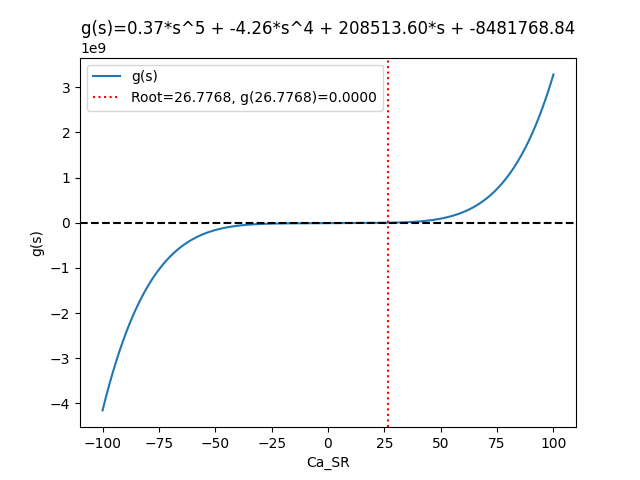 g(s)=0.37*s^5 + -4.26*s^4 + 208513.60*s + -8481768.84
1e9
g(s)
Root=26.7768, g(26.7768)=0.0000
3
2
1
0
−1
−2
−3
−4
g(s)
−100
−75
−50
−25
0
25
50
75
100
Ca_SR